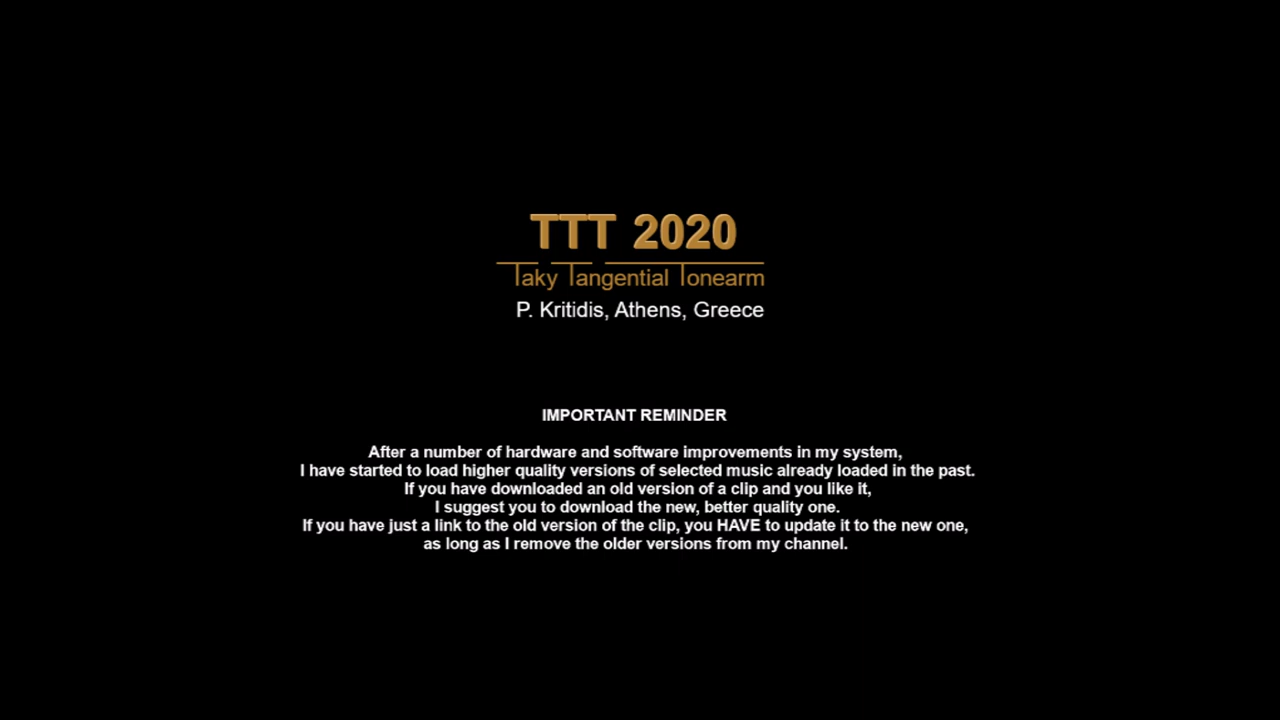 TTT 2020
Taky Tangential Tonearm
P. Kritidis, Athens, Greece
IMPORTANT REMINDER
After a number of hardware and software improvements in my system,
I have started to load higher quality versions of selected music already loaded in the past.
If you have downloaded an old version of a clip and you like it,
I suggest you to download the new, better quality one.
If you have just a link to the old version of the clip, you HAVE to update it to the new one,
as long as I remove the older versions from my channel.